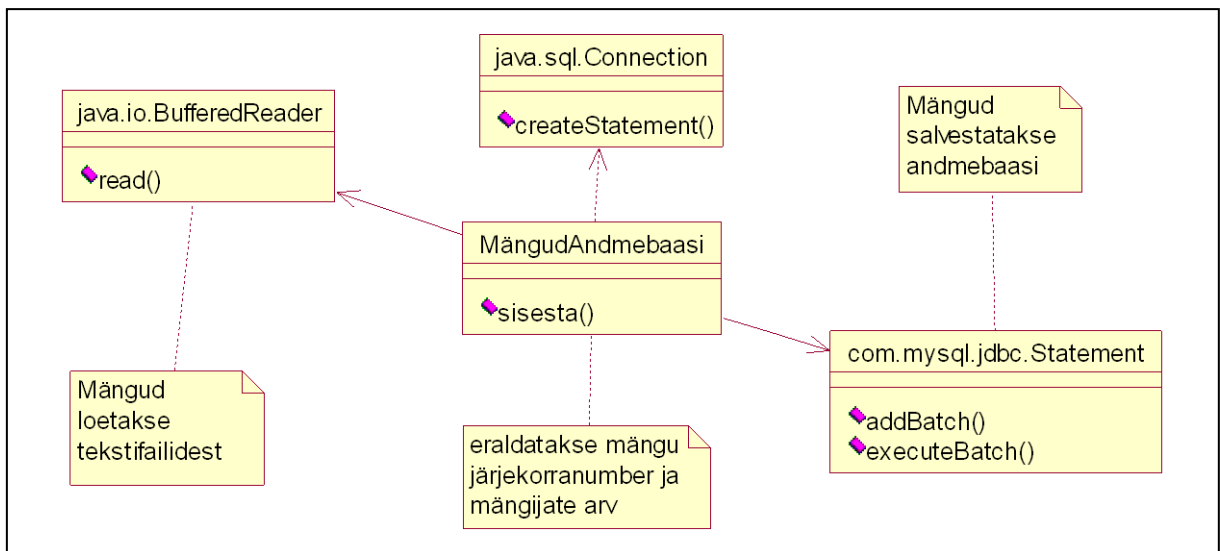 java.sql.Connection
createStatement()
java.io.BufferedReader
read()
Mängud
salvestatakse
andmebaasi
MängudAndmebaasi
sisesta()
com.mysql.jdbc.Statement
addBatch()
executeBatch()
Mängud
loetakse
tekstifailidest
eraldatakse mängu
järjekorranumber ja
mängijate arv